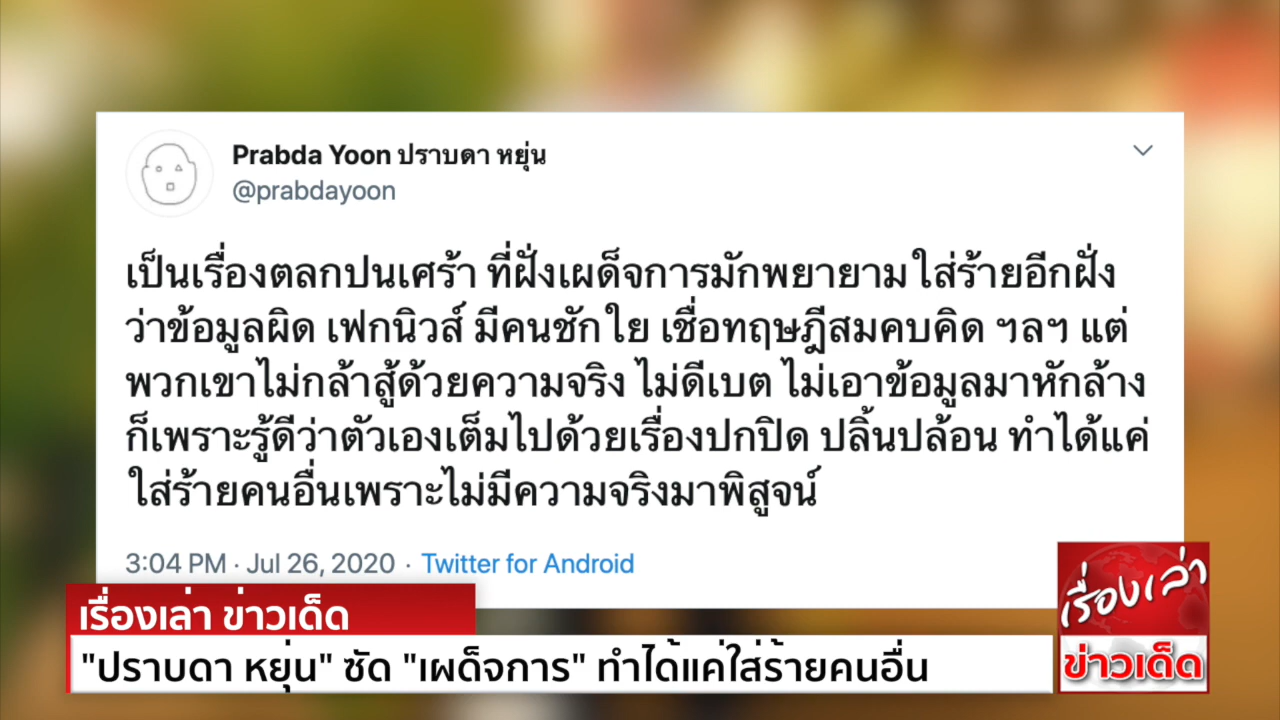 Prabda Yoon ปราบดา หยุ่น
@prabdayoon
เป็นเรื่องตลกปนเศร้า ที่ฝั่งเผด็จการมักพยายามใส่ร้ายอีกฝั่ง
ว่าข้อมูลผิด เฟกนิวส์ มีคนชักใย เชื่อทฤษฎีสมคบคิด ฯลฯ แต่
พวกเขาไม่กล้าสู้ด้วยความจริง ไม่ดีเบต ไม่เอาข้อมูลมาหักล้าง
ก็เพราะรู้ดีว่าตัวเองเต็มไปด้วยเรื่องปกปิด ปลิ้นปล้อน ทำได้แค่
ใส่ร้ายคนอื่นเพราะไม่มีความจริงมาพิสูจน์
3:04 PM · Jul 26, 2020 · Twitter for Android
เรื่องเล่า ข่าวเด็ด
"ปราบดา หยุ่น" ซัด "เผด็จการ" ทำได้แค่ใส่ร้ายคนอื่น
เรื่องเล่า
ข่าวเด็ด